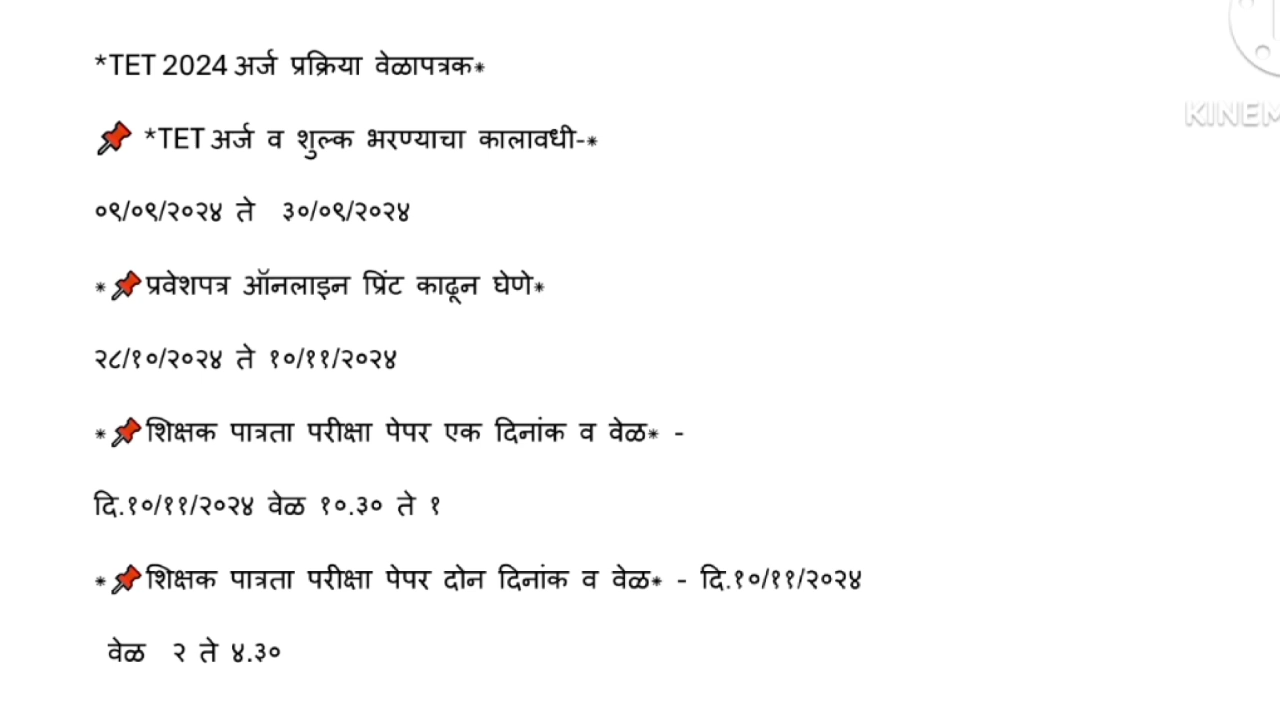 *TET 2024 अर्ज प्रक्रिया वेळापत्रक*
📌 *TET अर्ज व शुल्क भरण्याचा कालावधी-*
०९/०९/२०२४ ते ३०/०९/२०२४
*📌प्रवेशपत्र ऑनलाइन प्रिंट काढून घेणे*
२८/१०/२०२४ ते १०/११/२०२४
*📌शिक्षक पात्रता परीक्षा पेपर एक दिनांक व वेळ* -
दि.१०/११/२०२४ वेळ १०.३० ते १
*📌शिक्षक पात्रता परीक्षा पेपर दोन दिनांक व वेळ* - दि.१०/११/२०२४
वेळ २ ते ४.३०